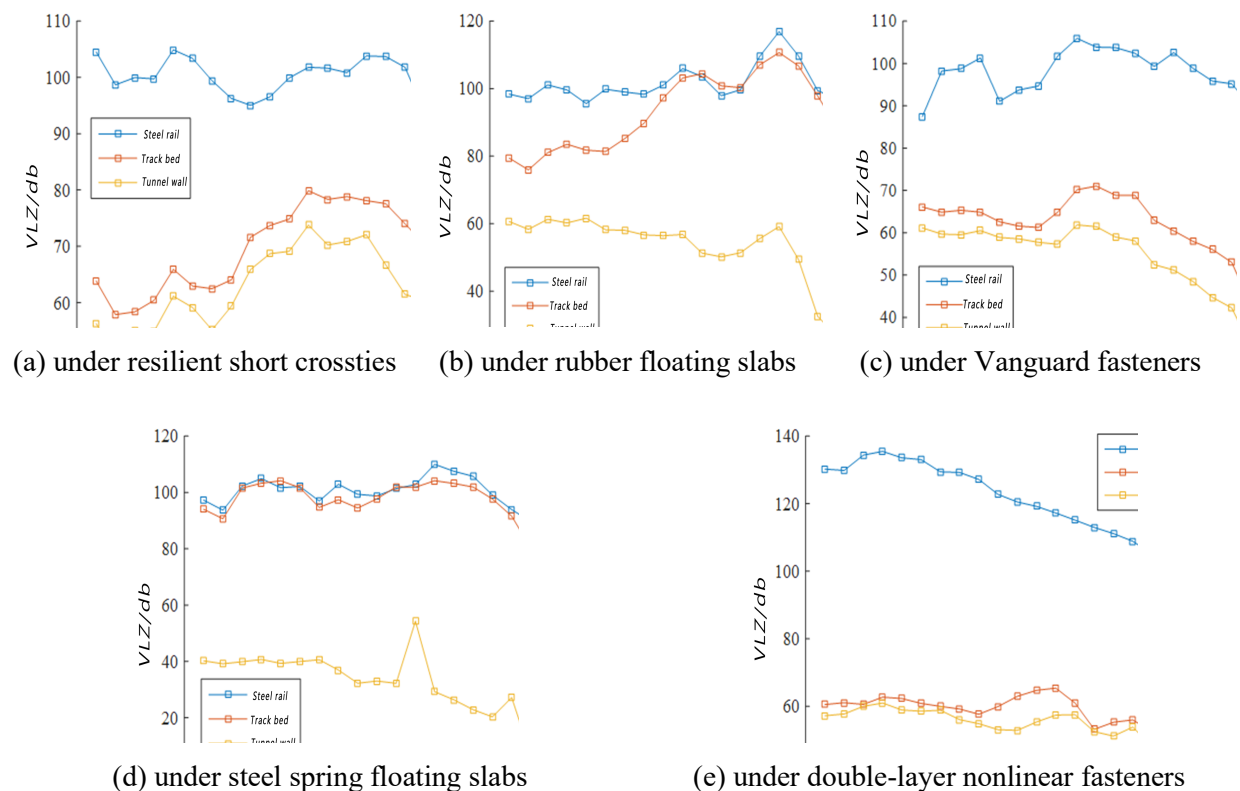 110
100
90
80
70
60
VLZ/db
Steel rail
Track bed
Tunnel wall
(a) under resilient short crossties
120
100
80
60
40
VLZ/db
Steel rail
Track bed
Tunnel wall
(b) under rubber floating slabs
110
100
90
80
70
60
50
40
VLZ/db
Steel rail
Track bed
Tunnel wall
(c) under Vanguard fasteners
120
100
80
60
40
20
VLZ/db
Steel rail
Track bed
Tunnel wall
(d) under steel spring floating slabs
140
120
100
80
60
VLZ/db
(e) under double-layer nonlinear fasteners